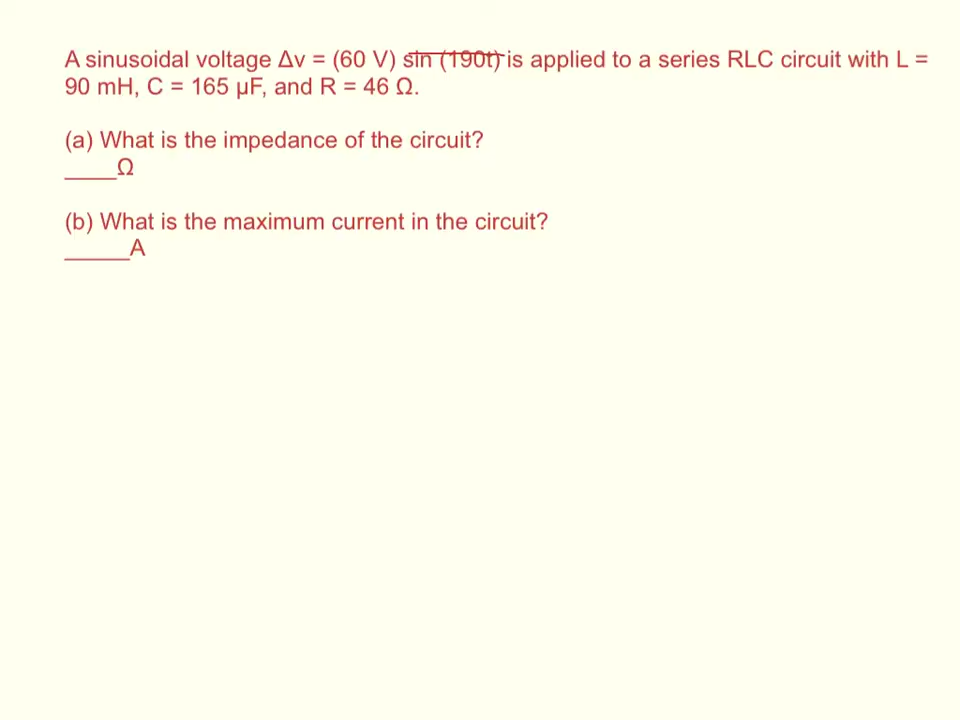 A sinusoidal voltage Δv = (60 V) sin (190t) is applied to a series RLC circuit with L =
90 mH, C = 165 µF, and R = 46 Ω.
(a) What is the impedance of the circuit?
____Ω
(b) What is the maximum current in the circuit?
_____A